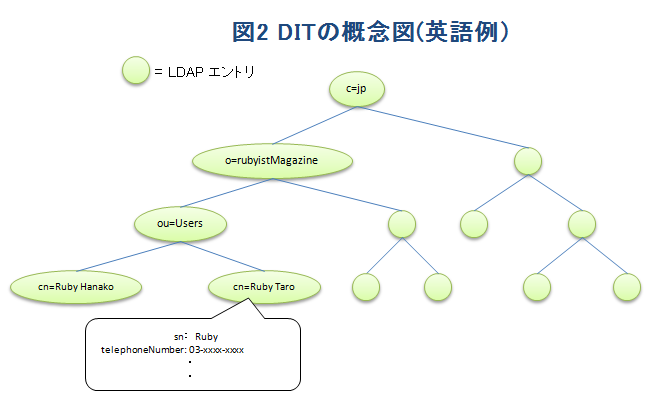 図2 DITの概念図(英語例)
= LDAP エントリ
c=jp
o=rubyistMagazine
ou=Users
cn=Ruby Hanako
cn=Ruby Taro
sn: Ruby
telephoneNumber: 03-xxxx-xxxx
・
・